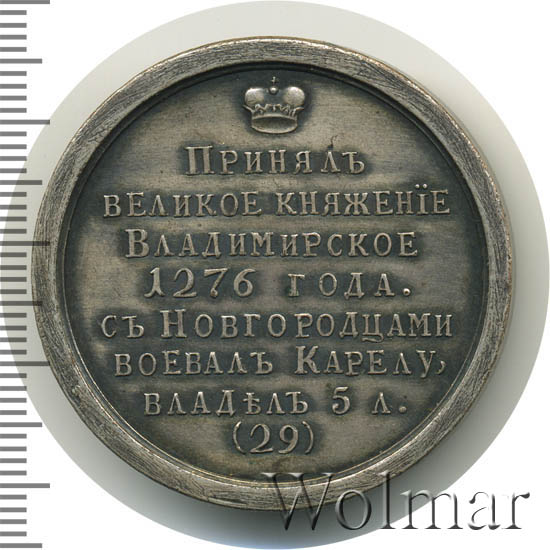 Принялъ
великое княженїе
Владимирское
1276 года.
съ Новгородцами
воевалъ Карелу,
владѣлъ 5 л.
(29)
Wolmar